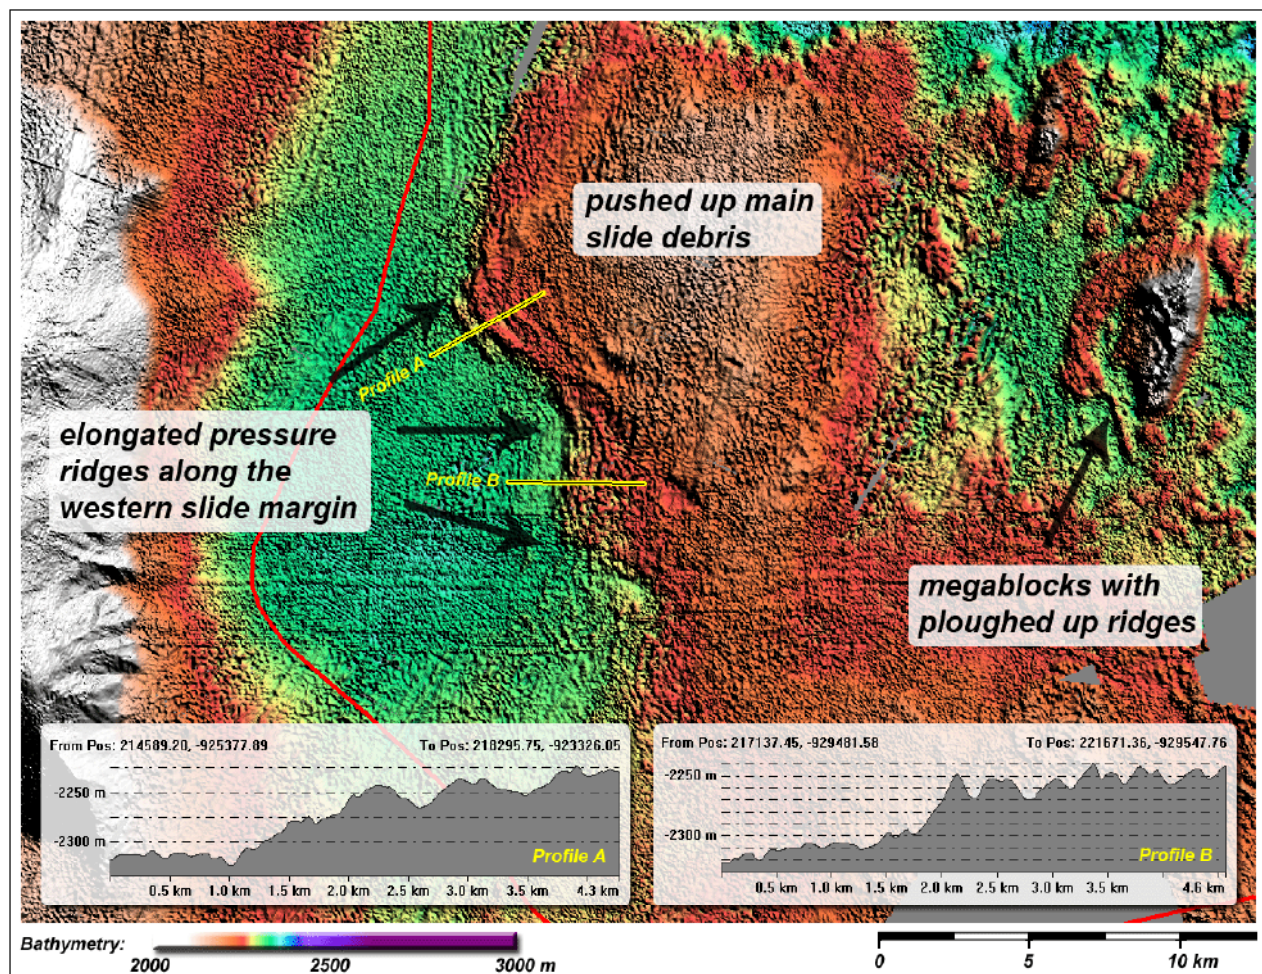 pushed up main
slide debris
Profile A
elongated pressure
ridges along the
western slide margin
Profile B
megablocks with
ploughed up ridges
From Pos: 214589.20, -925377.89 To Pos: 218295.75, -923326.05
-2250 m
-2300 m
Profile A
0.5 km 1.0 km 1.5 km 2.0 km 2.5 km 3.0 km 3.5 km 4.3 km
From Pos: 217137.45, -929481.58 To Pos: 221671.36, -929547.76
-2250 m
-2300 m
Profile B
0.5 km 1.0 km 1.5 km 2.0 km 2.5 km 3.0 km 3.5 km 4.6 km
Bathymetry:
2000 2500 3000 m
0 5 10 km